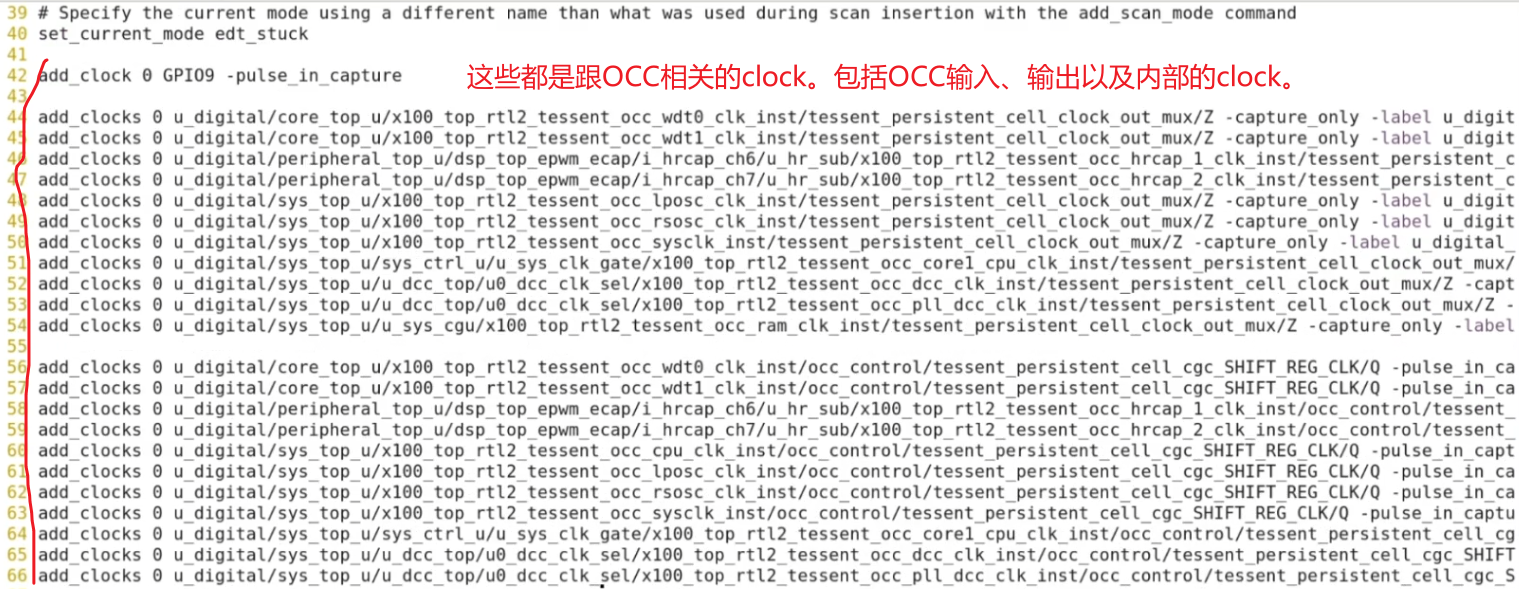 39 # Specify the current mode using a different name than what was used during scan insertion with the add_scan_mode command
40 set_current_mode edt_stuck
41
42 add_clock 0 GPIO9 -pulse_in_capture 这些都是跟OCC相关的clock。包括OCC输入、输出以及内部的clock。
43
44 add_clocks 0 u_digital/core_top_u/x100_top_rtl2_tessent_occ_wdt0_clk_inst/tessent_persistent_cell_clock_out_mux/Z -capture_only -label u_digit
45 add_clocks 0 u_digital/core_top_u/x100_top_rtl2_tessent_occ_wdt1_clk_inst/tessent_persistent_cell_clock_out_mux/Z -capture_only -label u_digit
46 add_clocks 0 u_digital/peripheral_top_u/dsp_top_epwm_ecap/i_hrcap_ch6/u_hr_sub/x100_top_rtl2_tessent_occ_hrcap_1_clk_inst/tessent_persistent_c
47 add_clocks 0 u_digital/peripheral_top_u/dsp_top_epwm_ecap/i_hrcap_ch7/u_hr_sub/x100_top_rtl2_tessent_occ_hrcap_2_clk_inst/tessent_persistent_c
48 add_clocks 0 u_digital/sys_top_u/x100_top_rtl2_tessent_occ_lposc_clk_inst/tessent_persistent_cell_clock_out_mux/Z -capture_only -label u_digit
49 add_clocks 0 u_digital/sys_top_u/x100_top_rtl2_tessent_occ_rsosc_clk_inst/tessent_persistent_cell_clock_out_mux/Z -capture_only -label u_digit
50 add_clocks 0 u_digital/sys_top_u/x100_top_rtl2_tessent_occ_sysclk_inst/tessent_persistent_cell_clock_out_mux/Z -capture_only -label u_digital_
51 add_clocks 0 u_digital/sys_top_u/sys_ctrl_u/u_sys_clk_gate/x100_top_rtl2_tessent_occ_core1_cpu_clk_inst/tessent_persistent_cell_clock_out_mux/
52 add_clocks 0 u_digital/sys_top_u/u_dcc_top/u0_dcc_clk_sel/x100_top_rtl2_tessent_occ_dcc_clk_inst/tessent_persistent_cell_clock_out_mux/Z -capt
53 add_clocks 0 u_digital/sys_top_u/u_dcc_top/u0_dcc_clk_sel/x100_top_rtl2_tessent_occ_pll_dcc_clk_inst/tessent_persistent_cell_clock_out_mux/Z -
54 add_clocks 0 u_digital/sys_top_u/u_sys_cgu/x100_top_rtl2_tessent_occ_ram_clk_inst/tessent_persistent_cell_clock_out_mux/Z -capture_only -label
55
56 add_clocks 0 u_digital/core_top_u/x100_top_rtl2_tessent_occ_wdt0_clk_inst/occ_control/tessent_persistent_cell_cgc_SHIFT_REG_CLK/Q -pulse_in_ca
57 add_clocks 0 u_digital/core_top_u/x100_top_rtl2_tessent_occ_wdt1_clk_inst/occ_control/tessent_persistent_cell_cgc_SHIFT_REG_CLK/Q -pulse_in_ca
58 add_clocks 0 u_digital/peripheral_top_u/dsp_top_epwm_ecap/i_hrcap_ch6/u_hr_sub/x100_top_rtl2_tessent_occ_hrcap_1_clk_inst/occ_control/tessent_
59 add_clocks 0 u_digital/peripheral_top_u/dsp_top_epwm_ecap/i_hrcap_ch7/u_hr_sub/x100_top_rtl2_tessent_occ_hrcap_2_clk_inst/occ_control/tessent_
60 add_clocks 0 u_digital/sys_top_u/x100_top_rtl2_tessent_occ_cpu_clk_inst/occ_control/tessent_persistent_cell_cgc_SHIFT_REG_CLK/Q -pulse_in_capt
61 add_clocks 0 u_digital/sys_top_u/x100_top_rtl2_tessent_occ_lposc_clk_inst/occ_control/tessent_persistent_cell_cgc_SHIFT_REG_CLK/Q -pulse_in_ca
62 add_clocks 0 u_digital/sys_top_u/x100_top_rtl2_tessent_occ_rsosc_clk_inst/occ_control/tessent_persistent_cell_cgc_SHIFT_REG_CLK/Q -pulse_in_ca
63 add_clocks 0 u_digital/sys_top_u/x100_top_rtl2_tessent_occ_sysclk_inst/occ_control/tessent_persistent_cell_cgc_SHIFT_REG_CLK/Q -pulse_in_captu
64 add_clocks 0 u_digital/sys_top_u/sys_ctrl_u/u_sys_clk_gate/x100_top_rtl2_tessent_occ_core1_cpu_clk_inst/occ_control/tessent_persistent_cell_cg
65 add_clocks 0 u_digital/sys_top_u/u_dcc_top/u0_dcc_clk_sel/x100_top_rtl2_tessent_occ_dcc_clk_inst/occ_control/tessent_persistent_cell_cgc_SHIFT
66 add_clocks 0 u_digital/sys_top_u/u_dcc_top/u0_dcc_clk_sel/x100_top_rtl2_tessent_occ_pll_dcc_clk_inst/occ_control/tessent_persistent_cell_cgc_S